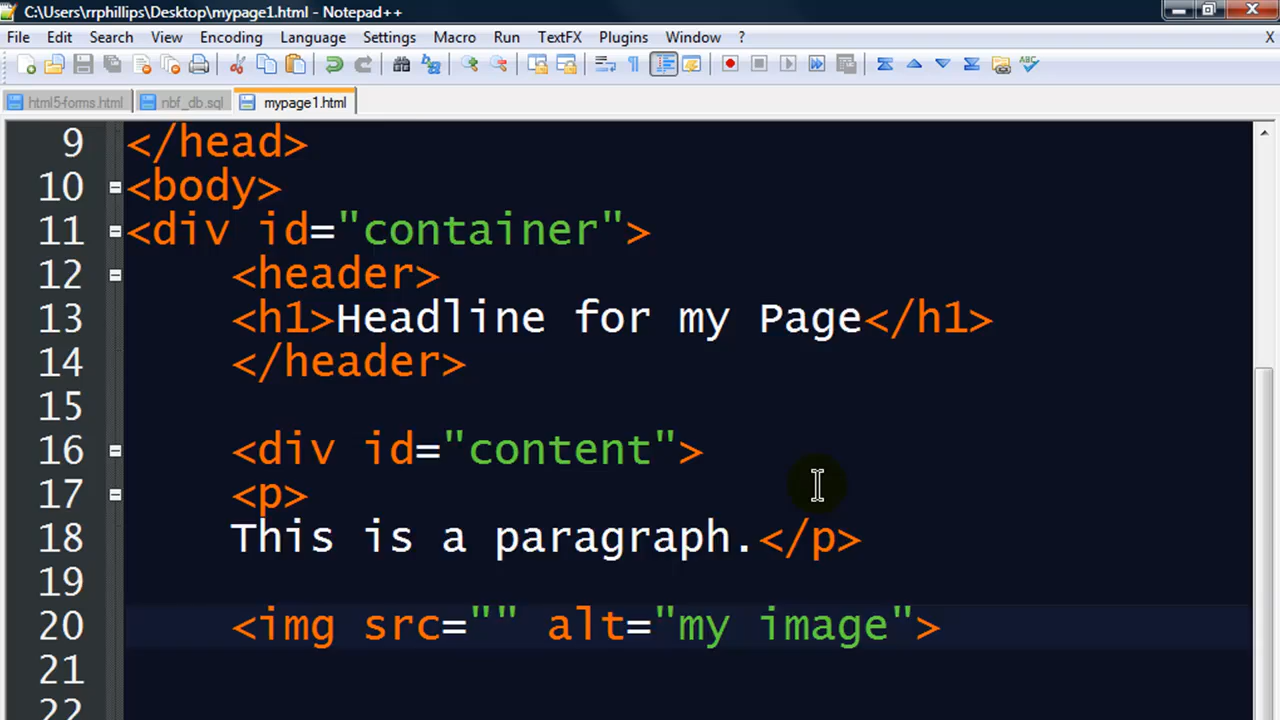 C:\Users\rrphillips\Desktop\mypage1.html - Notepad++
File Edit Search View Encoding Language Settings Macro Run TextFX Plugins Window ? X
html5-forms.html nbf_db.sql mypage1.html
9 </head>
10 <body>
11 <div id="container">
12 <header>
13 <h1>Headline for my Page</h1>
14 </header>
15
16 <div id="content">
17 <p>
18 This is a paragraph.</p>
19
20 <img src="" alt="my image">
21
22